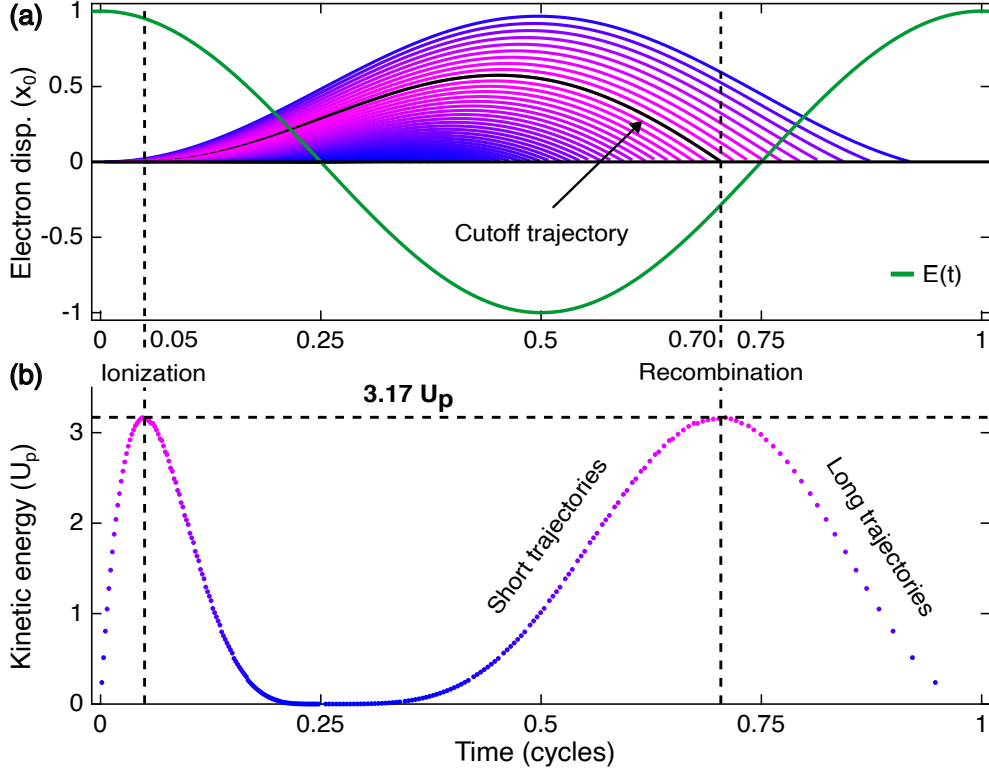 (a)
1
0.5
0
-0.5
-1
Electron disp. (x₀)
Cutoff trajectory
E(t)
0 0.05 0.25 0.5 0.70 0.75 1
(b)
Ionization
Recombination
3.17 Uₚ
3
2
1
0
Kinetic energy (Uₚ)
Short trajectories
Long trajectories
0 0.25 0.5 0.75 1
Time (cycles)